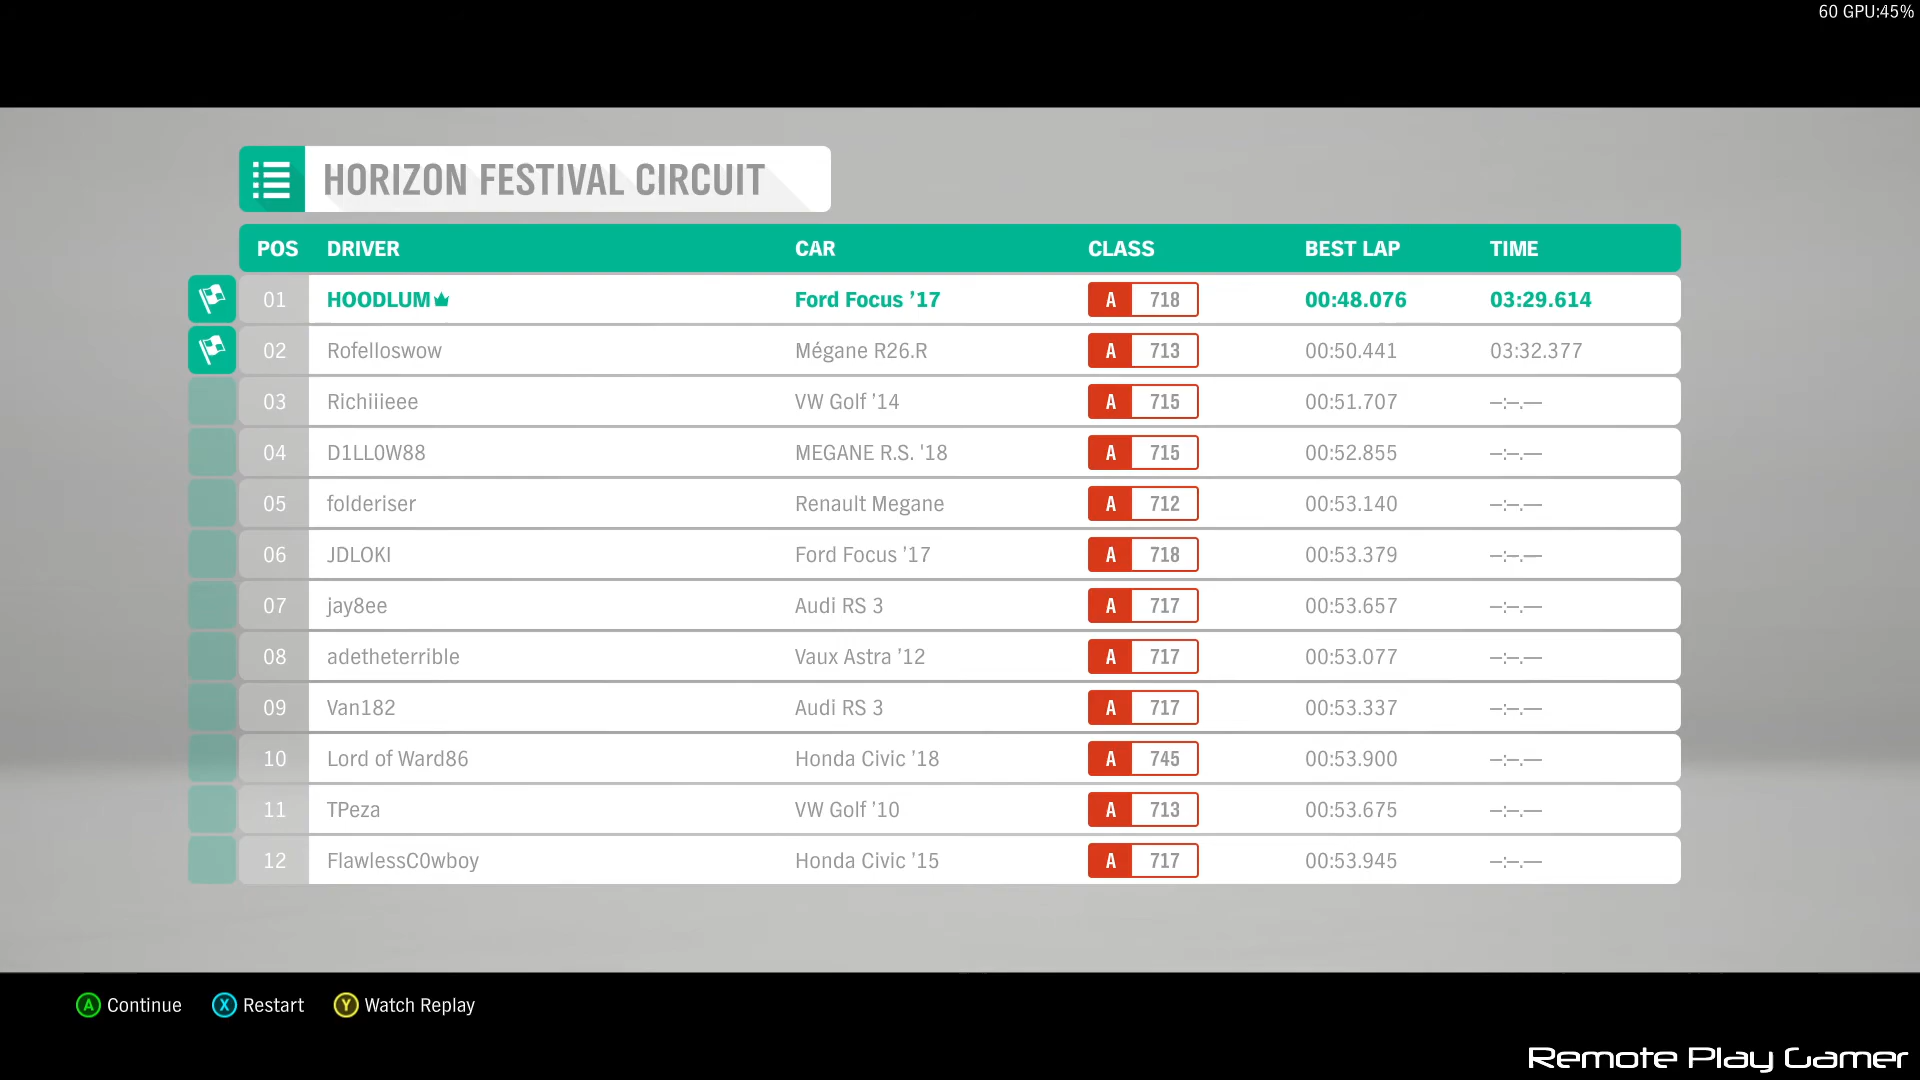 60 GPU:45%
HORIZON FESTIVAL CIRCUIT
POS DRIVER CAR CLASS BEST LAP TIME
01 HOODLUM Ford Focus ’17 A 718 00:48.076 03:29.614
02 Rofelloswow Mégane R26.R A 713 00:50.441 03:32.377
03 Richiiieee VW Golf ’14 A 715 00:51.707 –:–.—
04 D1LL0W88 MEGANE R.S. '18 A 715 00:52.855 –:–.—
05 folderiser Renault Megane A 712 00:53.140 –:–.—
06 JDLOKI Ford Focus ’17 A 718 00:53.379 –:–.—
07 jay8ee Audi RS 3 A 717 00:53.657 –:–.—
08 adetheterrible Vaux Astra ’12 A 717 00:53.077 –:–.—
09 Van182 Audi RS 3 A 717 00:53.337 –:–.—
10 Lord of Ward86 Honda Civic ’18 A 745 00:53.900 –:–.—
11 TPeza VW Golf ’10 A 713 00:53.675 –:–.—
12 FlawlessC0wboy Honda Civic ’15 A 717 00:53.945 –:–.—
A Continue X Restart Y Watch Replay
Remote Play Gamer